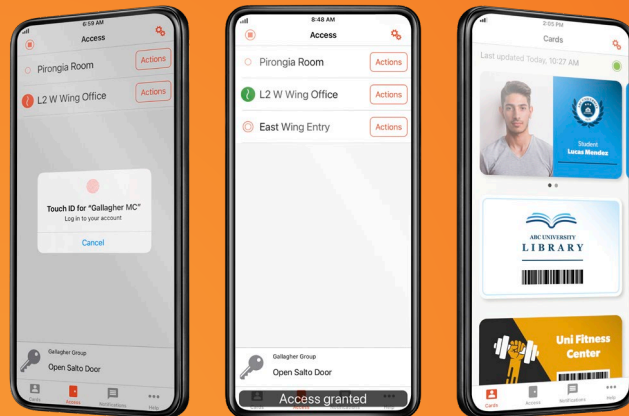 8:59 AM
Access
Pirongia Room
Actions
L2 W Wing Office
Actions
Touch ID for "Gallagher MC"
Log in to your account
Cancel
Gallagher Group
Open Salto Door
Cards
Access
Notifications
Help
8:48 AM
Access
Pirongia Room
Actions
L2 W Wing Office
Actions
East Wing Entry
Actions
Gallagher Group
Open Salto Door
Access granted
2:05 PM
Cards
Last updated Today, 10:27 AM
Student
Lucas Mendez
ABC UNIVERSITY
LIBRARY
Uni Fitness
Center
Cards
Access
Notifications
Help